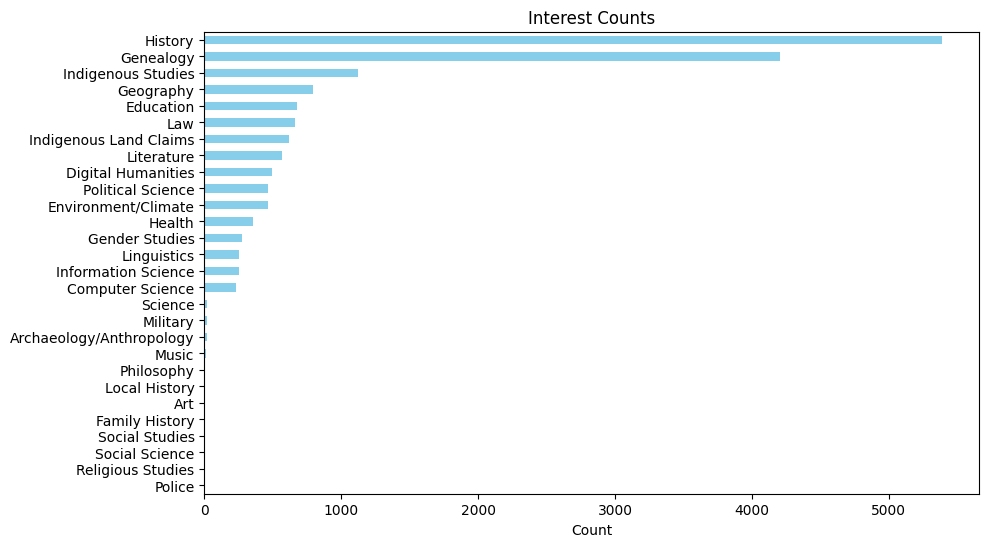 Interest Counts
History
Genealogy
Indigenous Studies
Geography
Education
Law
Indigenous Land Claims
Literature
Digital Humanities
Political Science
Environment/Climate
Health
Gender Studies
Linguistics
Information Science
Computer Science
Science
Military
Archaeology/Anthropology
Music
Philosophy
Local History
Art
Family History
Social Studies
Social Science
Religious Studies
Police
0 1000 2000 3000 4000 5000
Count